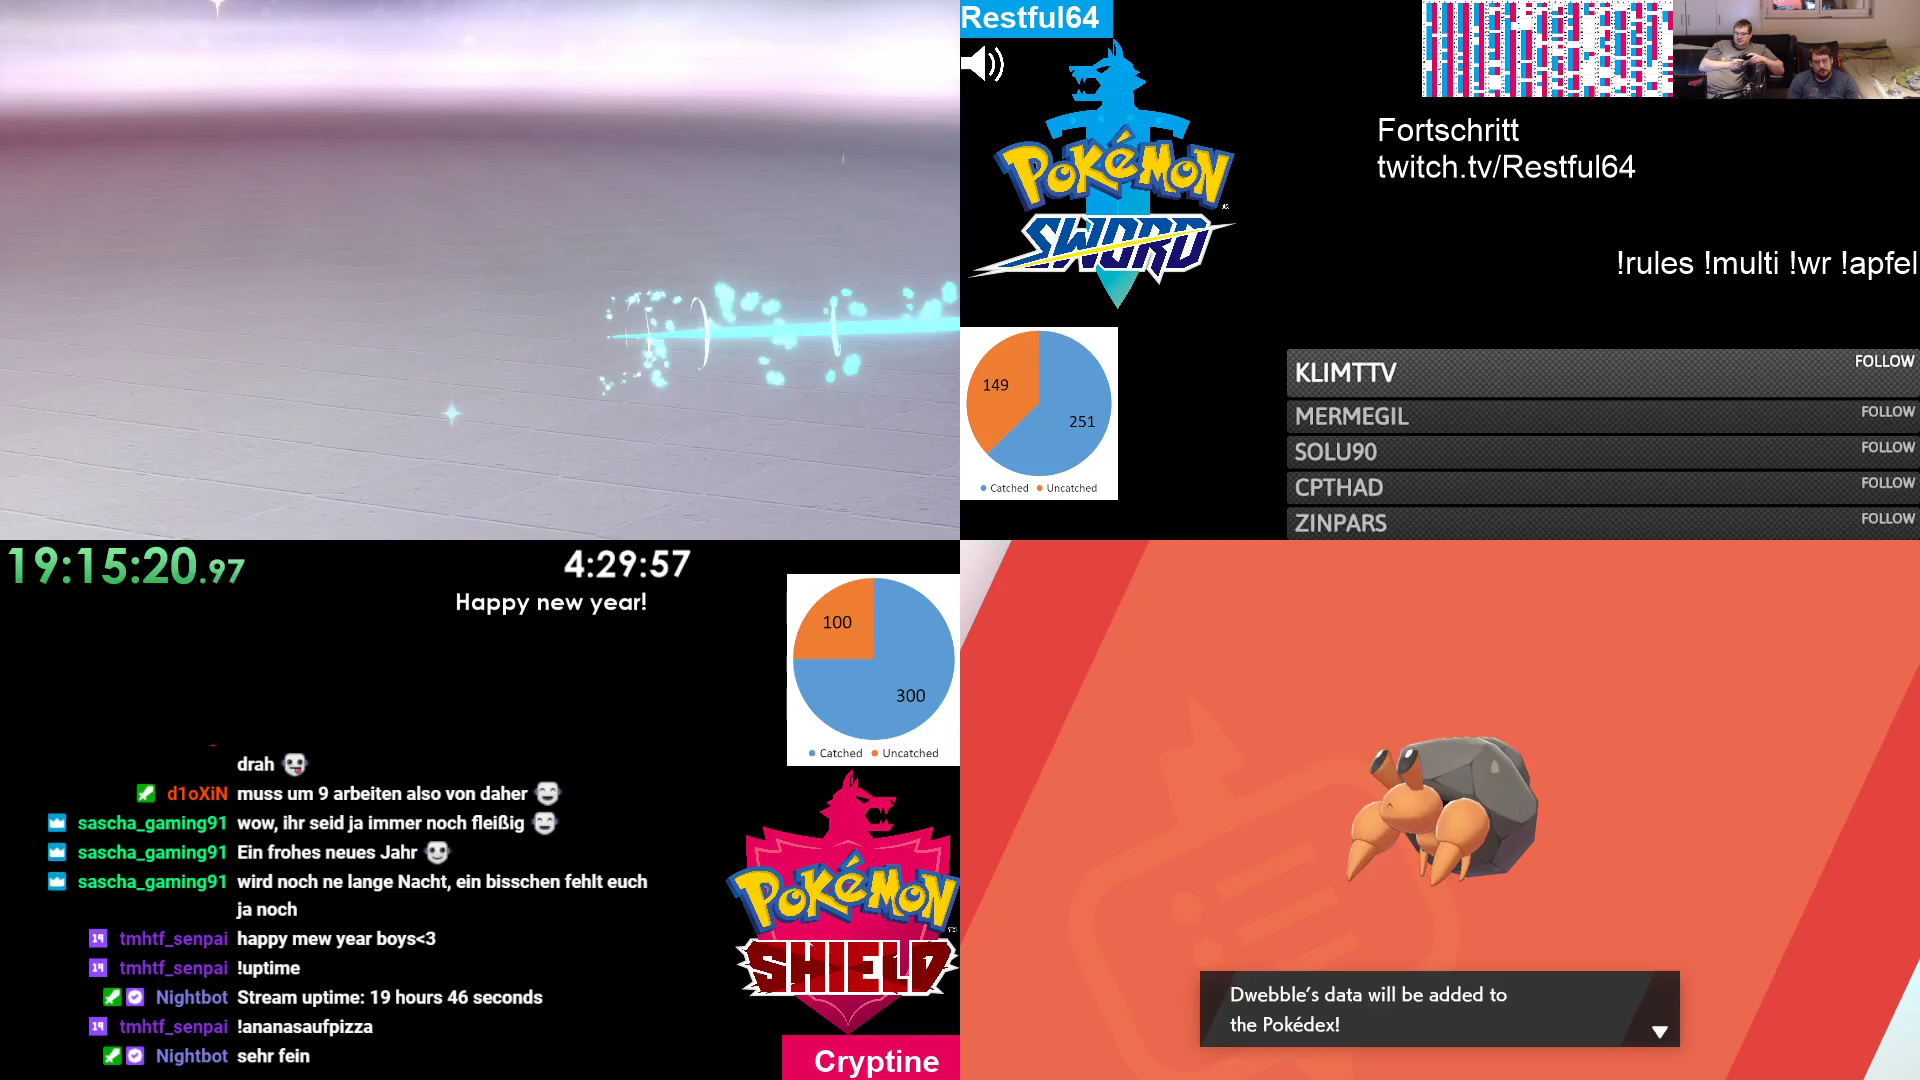 Restful64
POKéMON
SWORD
Fortschritt
twitch.tv/Restful64
!rules !multi !wr !apfel
149
251
Catched Uncatched
KLIMTTV FOLLOW
MERMEGIL FOLLOW
SOLU90 FOLLOW
CPTHAD FOLLOW
ZINPARS FOLLOW
19:15:20.97
4:29:57
Happy new year!
100
300
Catched Uncatched
drah
d1oXiN muss um 9 arbeiten also von daher
sascha_gaming91 wow, ihr seid ja immer noch fleißig
sascha_gaming91 Ein frohes neues Jahr
sascha_gaming91 wird noch ne lange Nacht, ein bisschen fehlt euch
ja noch
19 tmhtf_senpai happy mew year boys<3
19 tmhtf_senpai !uptime
Nightbot Stream uptime: 19 hours 46 seconds
19 tmhtf_senpai !ananasaufpizza
Nightbot sehr fein
POKéMON
SHIELD
Cryptine
Dwebble's data will be added to
the Pokédex!